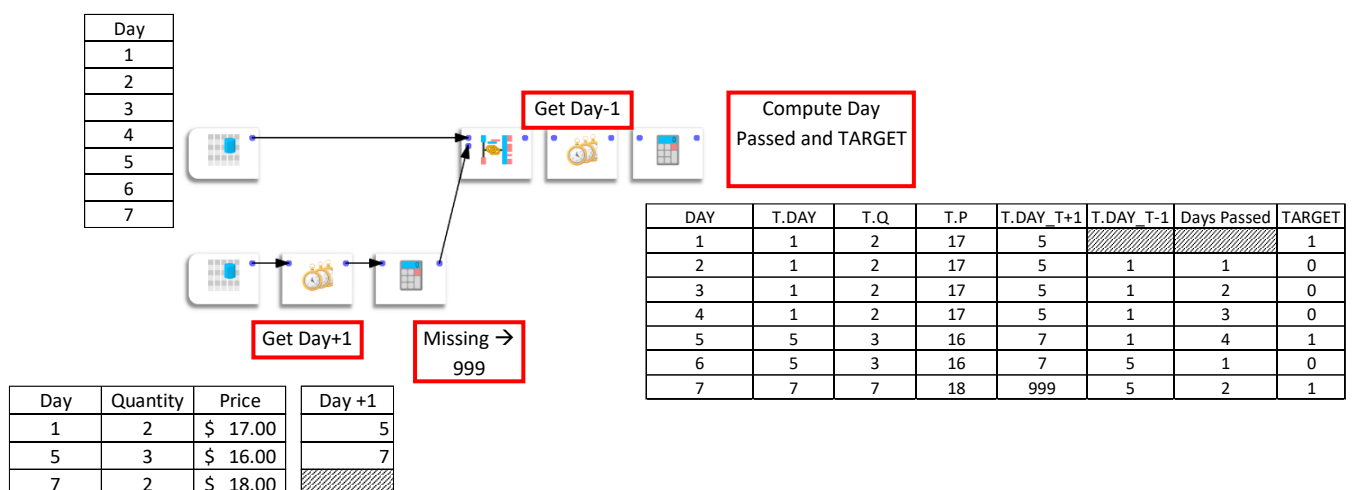 Day
1
2
3
4
5
6
7
Get Day-1
Compute Day
Passed and TARGET
Get Day+1
Missing →
999
Day Quantity Price Day +1
1 2 $ 17.00 5
5 3 $ 16.00 7
7 2 $ 18.00
DAY T.DAY T.Q T.P T.DAY_T+1 T.DAY_T-1 Days Passed TARGET
1 1 2 17 5 1
2 1 2 17 5 1 1 0
3 1 2 17 5 1 2 0
4 1 2 17 5 1 3 0
5 5 3 16 7 1 4 1
6 5 3 16 7 5 1 0
7 7 7 18 999 5 2 1